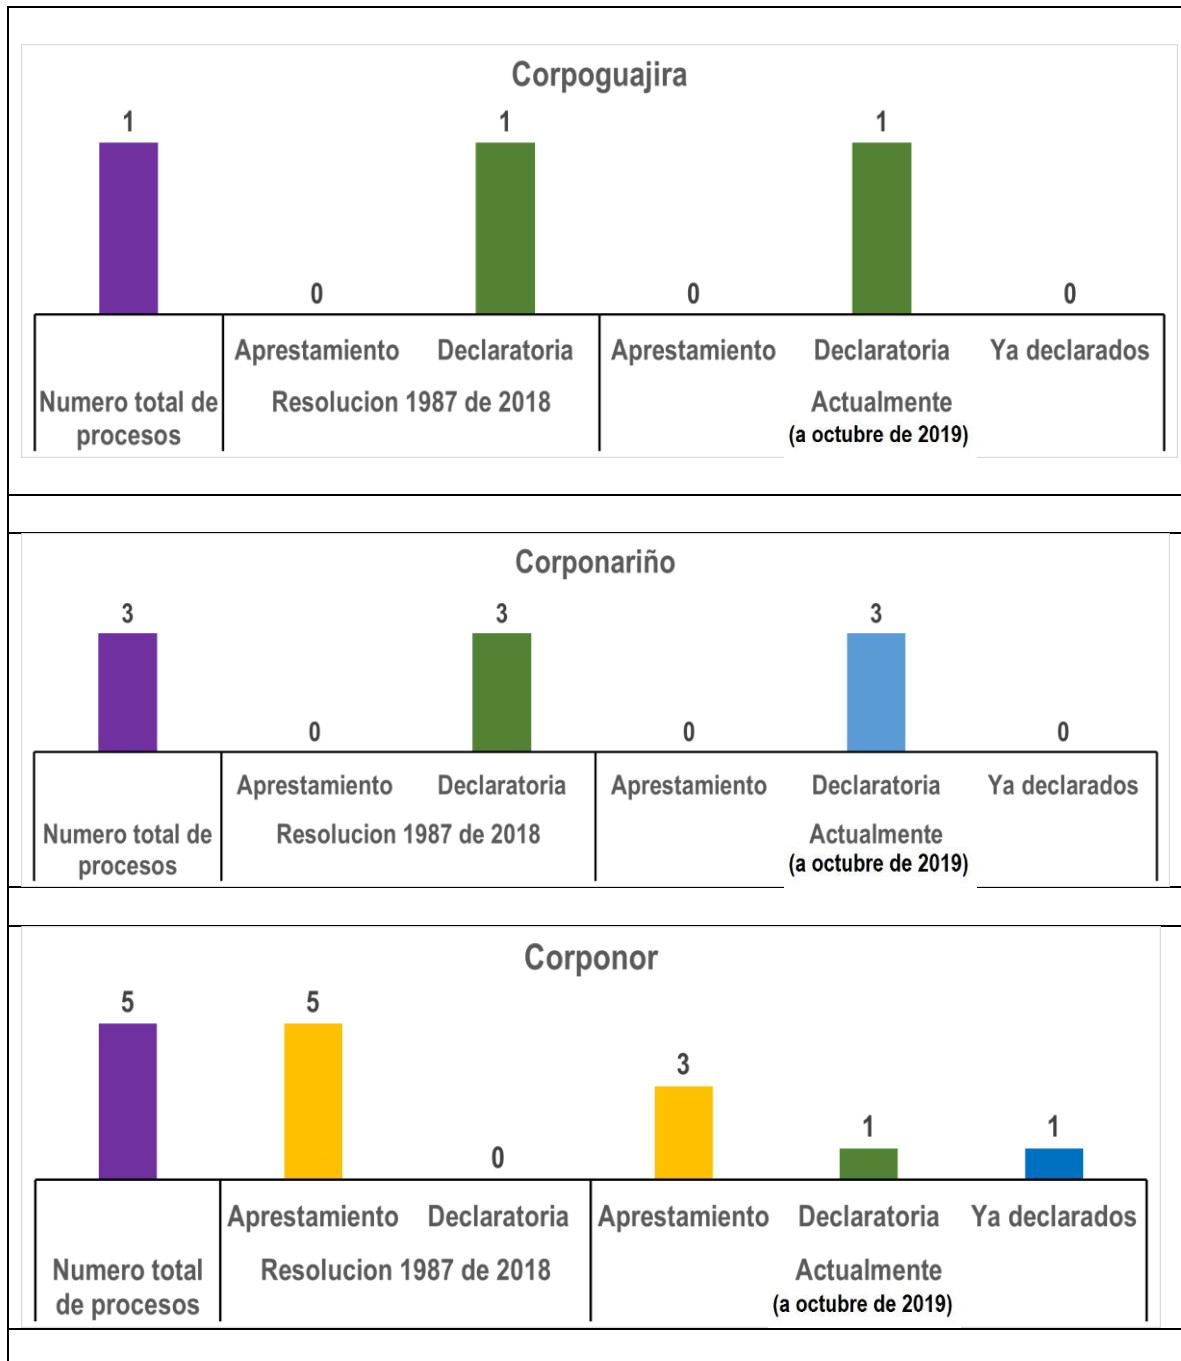 Corpoguajira
1 1 1
0 0 0
Aprestamiento Declaratoria Aprestamiento Declaratoria Ya declarados
Numero total de Resolucion 1987 de 2018 Actualmente
procesos (a octubre de 2019)
Corponariño
3 3 3
0 0 0
Aprestamiento Declaratoria Aprestamiento Declaratoria Ya declarados
Numero total de Resolucion 1987 de 2018 Actualmente
procesos (a octubre de 2019)
Corponor
5 5
3
1 1
0
Aprestamiento Declaratoria Aprestamiento Declaratoria Ya declarados
Numero total Resolucion 1987 de 2018 Actualmente
de procesos (a octubre de 2019)